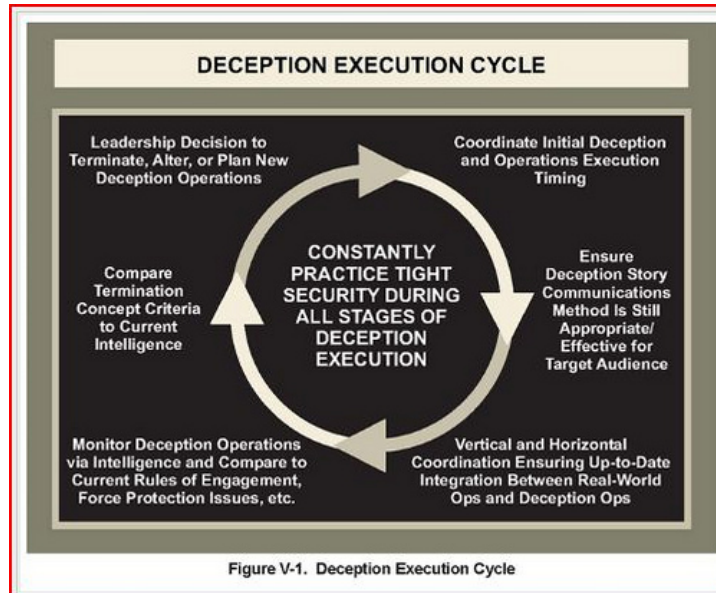 DECEPTION EXECUTION CYCLE
Leadership Decision to
Terminate, Alter, or Plan New
Deception Operations
Coordinate Initial Deception
and Operations Execution
Timing
Ensure
Deception Story
Communications
Method Is Still
Appropriate/
Effective for
Target Audience
Vertical and Horizontal
Coordination Ensuring Up-to-Date
Integration Between Real-World
Ops and Deception Ops
Monitor Deception Operations
via Intelligence and Compare to
Current Rules of Engagement,
Force Protection Issues, etc.
Compare
Termination
Concept Criteria
to Current
Intelligence
CONSTANTLY
PRACTICE TIGHT
SECURITY DURING
ALL STAGES OF
DECEPTION
EXECUTION
Figure V-1. Deception Execution Cycle